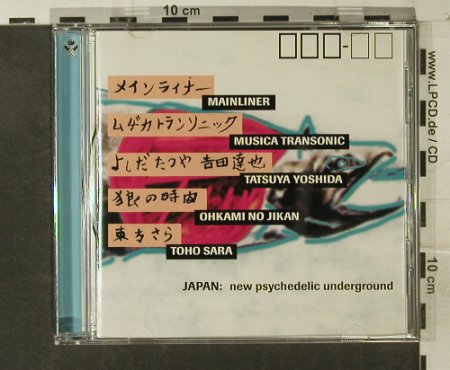 10 cm
メインライナー
MAINLINER
ムヂカトランソニック
MUSICA TRANSONIC
よしだたつや 吉田達也
TATSUYA YOSHIDA
狼の時間
OHKAMI NO JIKAN
東方さら
TOHO SARA
JAPAN: new psychedelic underground
www.LPCD.de / CD
10 cm